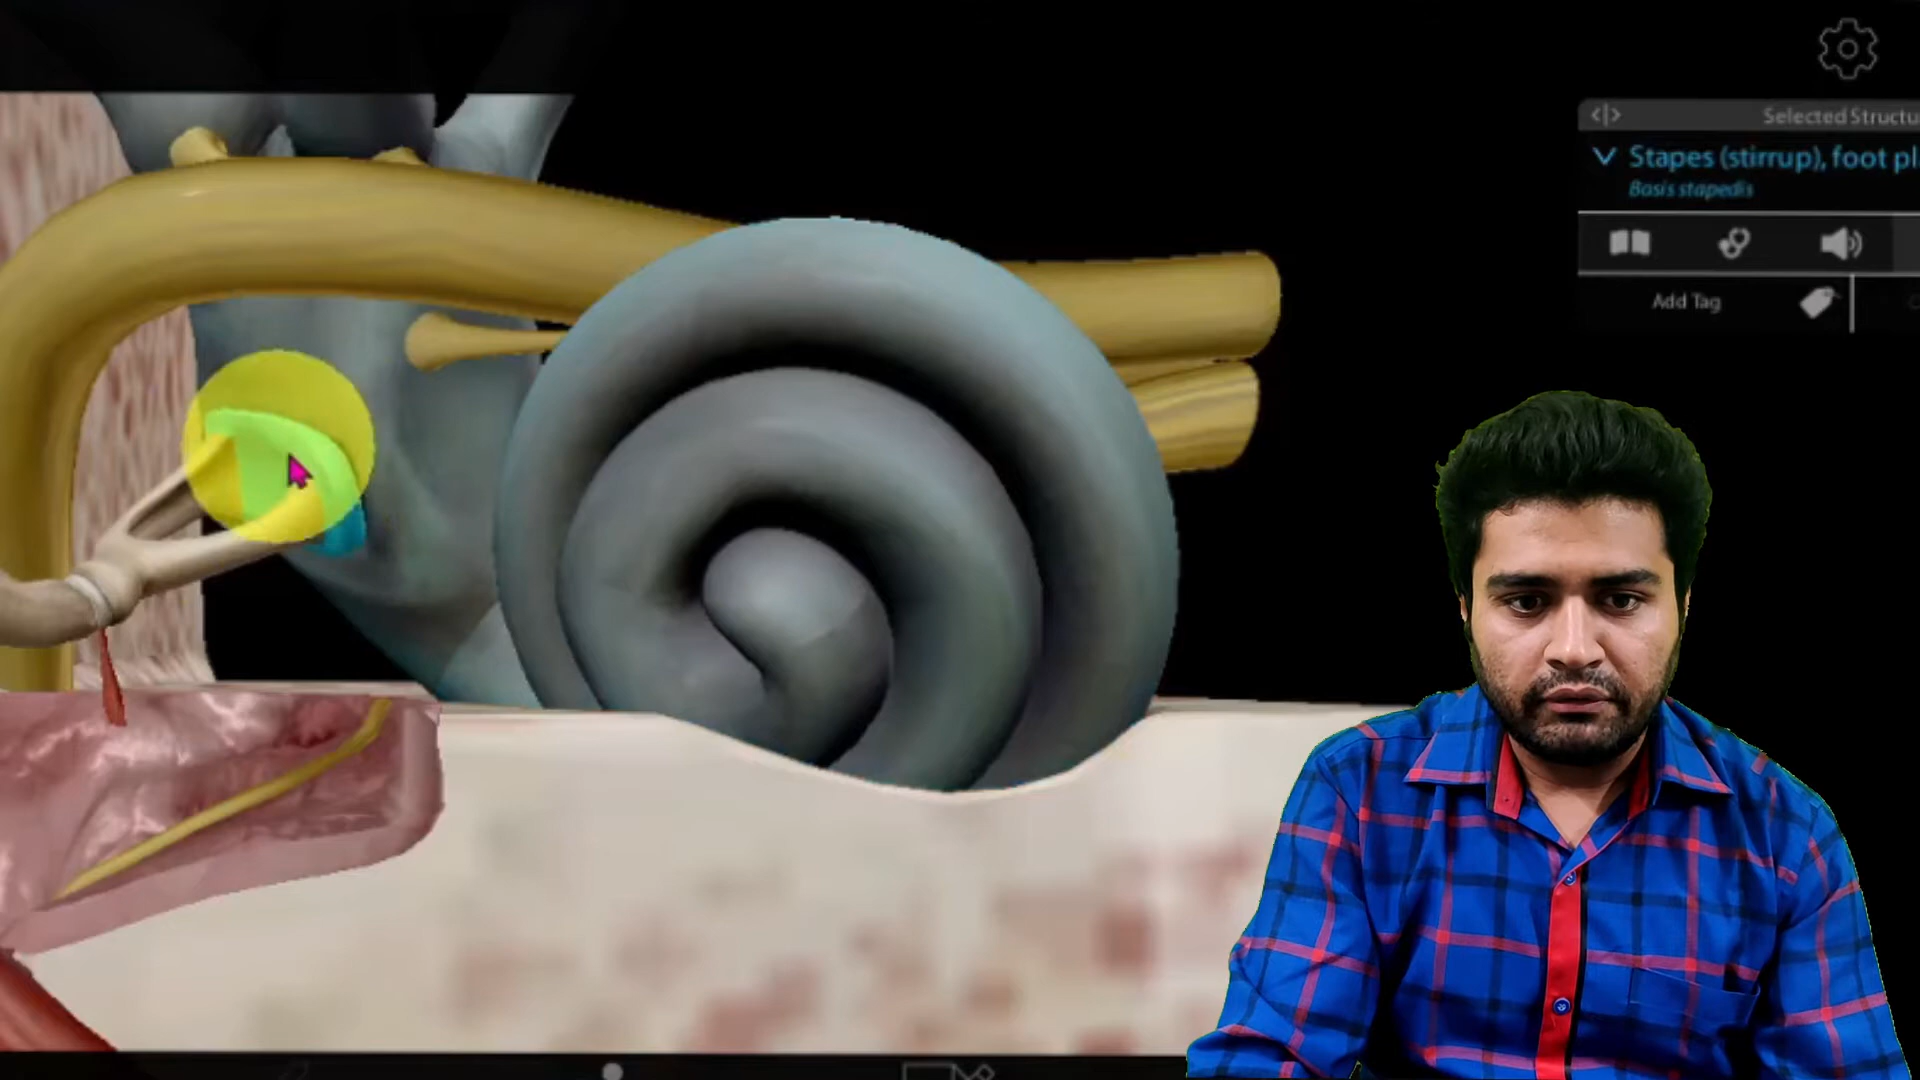 Selected Structu
Stapes (stirrup), foot pl
Basis stapedis
Add Tag